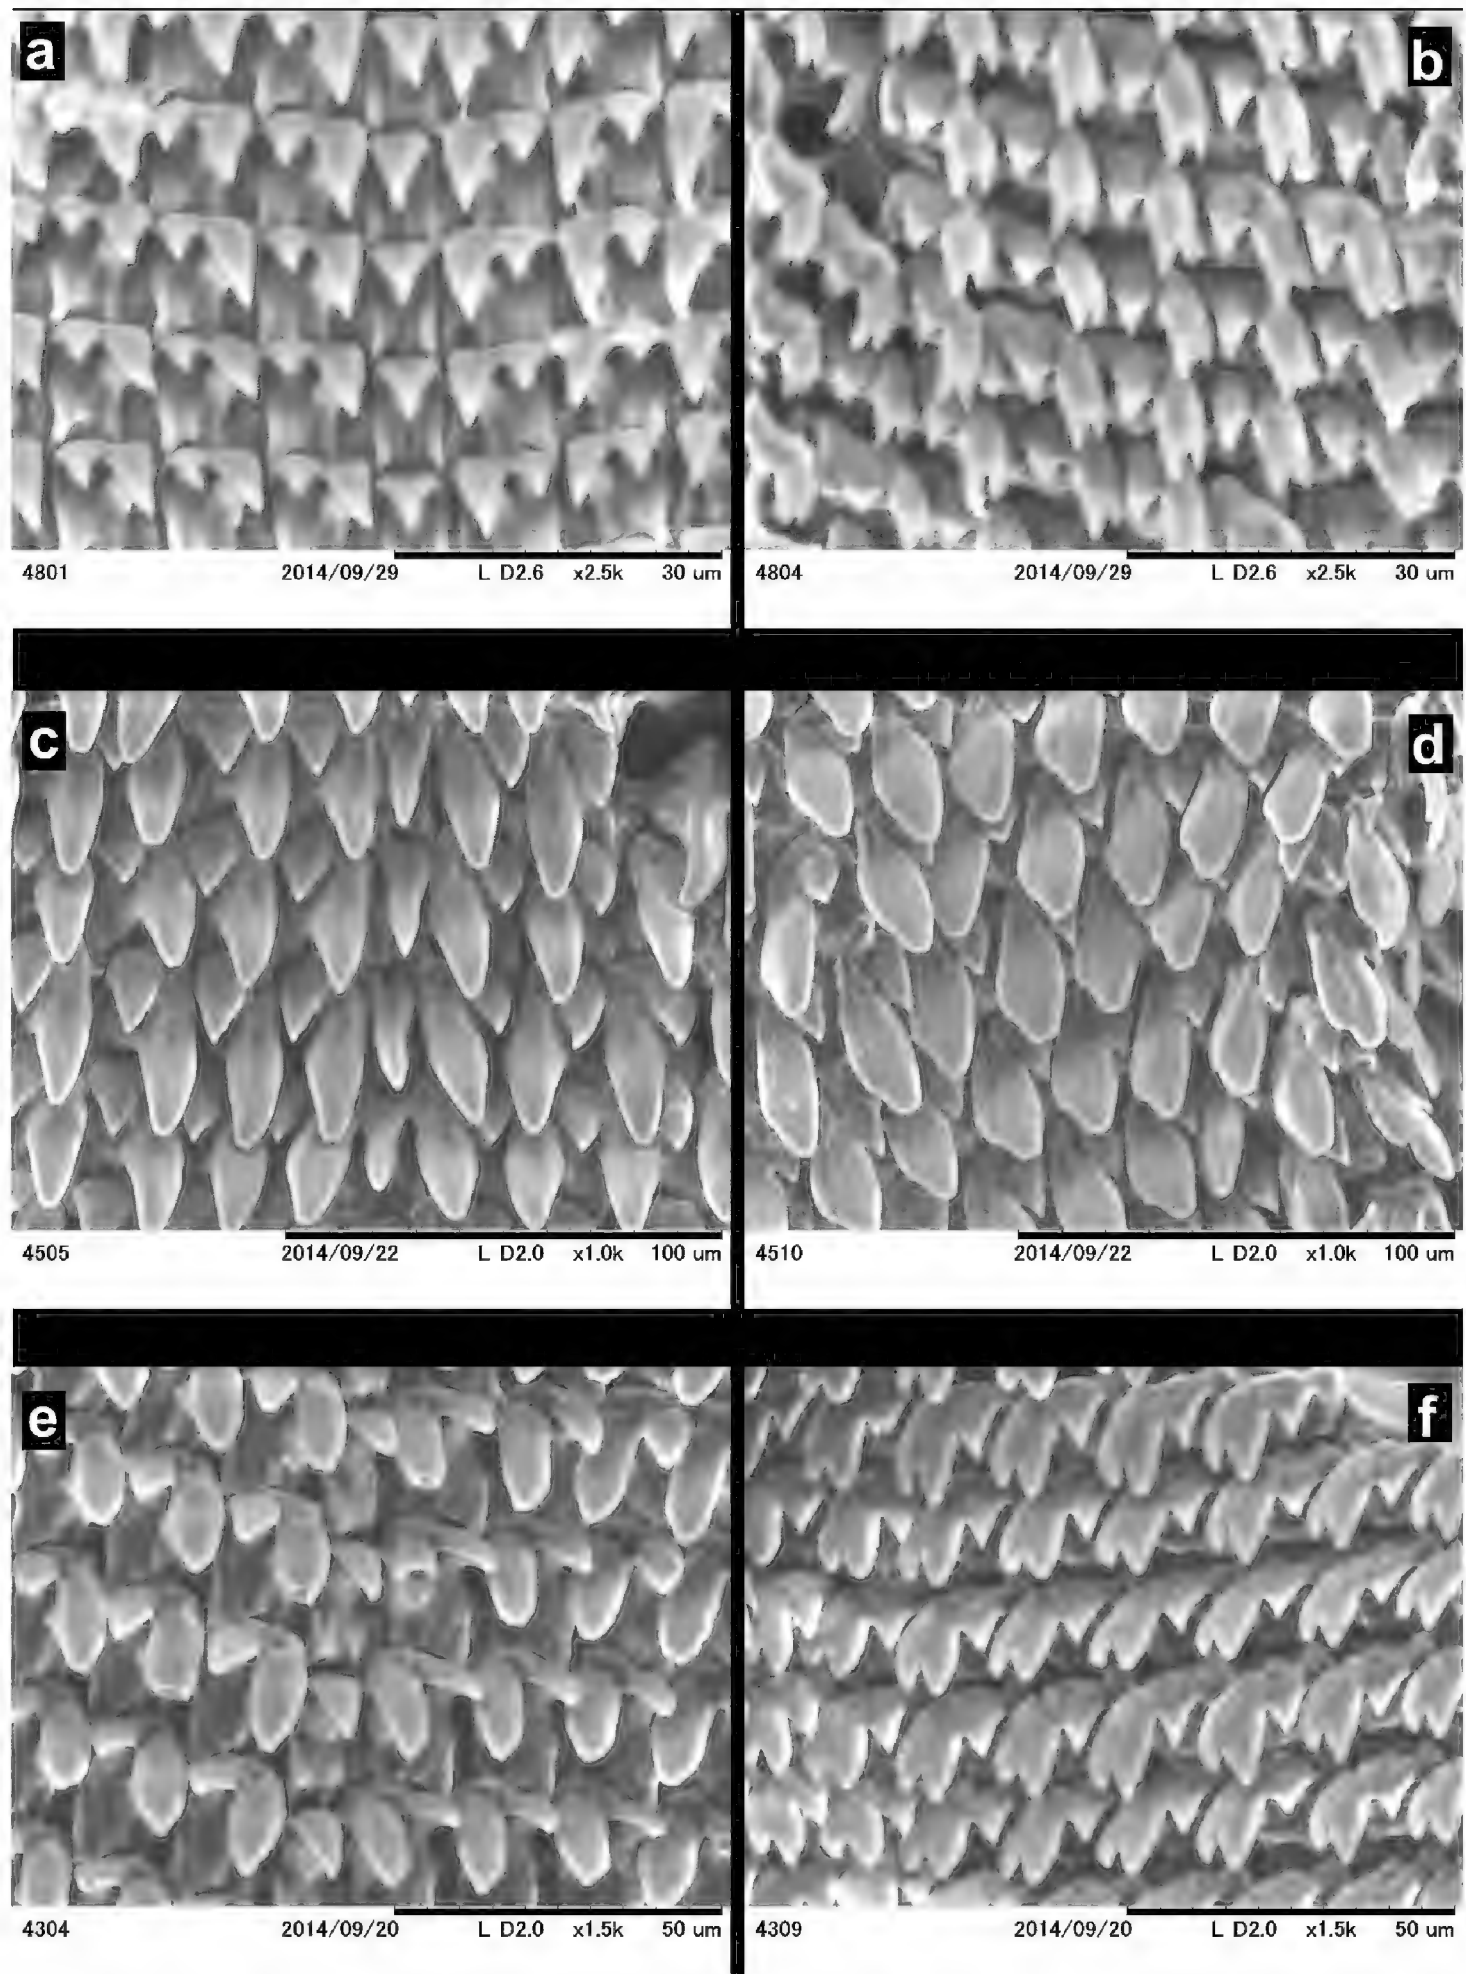 a
b
4801 2014/09/29 L D2.6 x2.5k 30 um
4804 2014/09/29 L D2.6 x2.5k 30 um
c
d
4505 2014/09/22 L D2.0 x1.0k 100 um
4510 2014/09/22 L D2.0 x1.0k 100 um
e
f
4304 2014/09/20 L D2.0 x1.5k 50 um
4309 2014/09/20 L D2.0 x1.5k 50 um